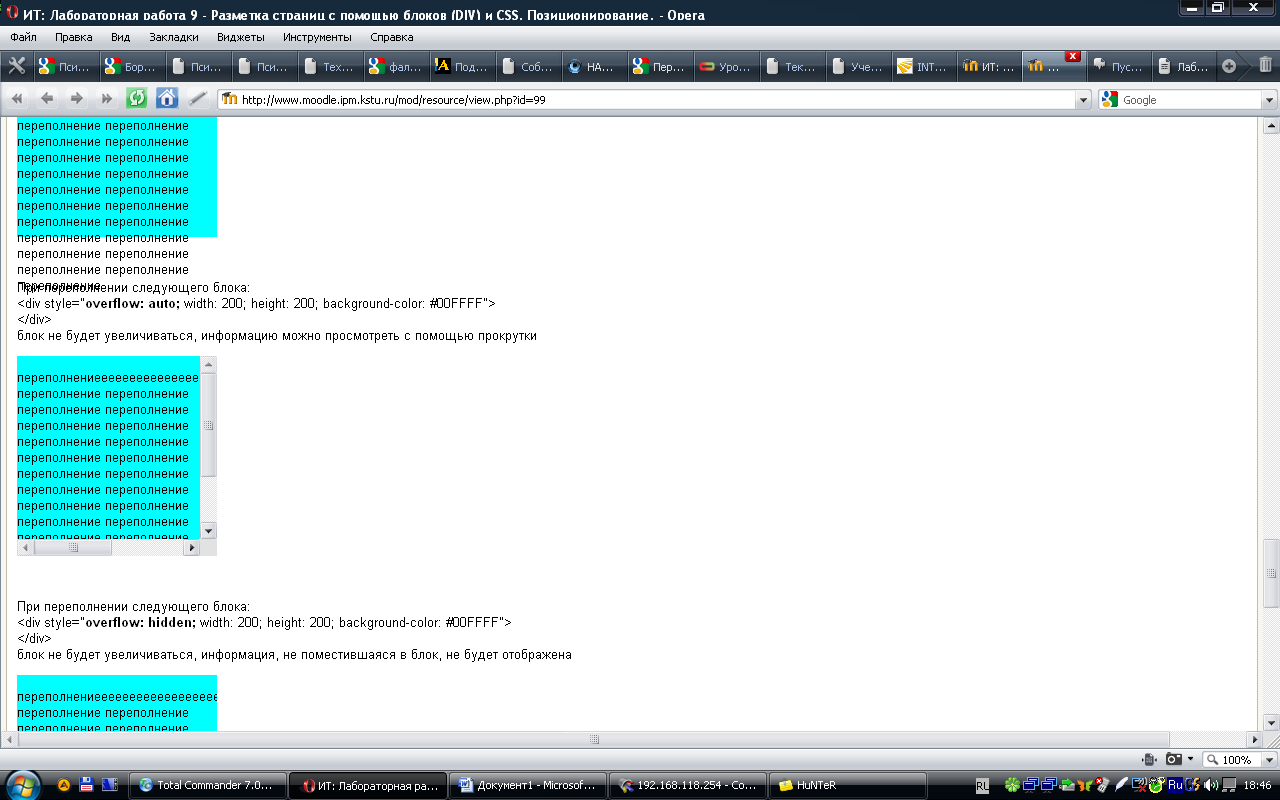 ИТ: Лабораторная работа 9 - Разметка страниц с помощью блоков (DIV) и CSS. Позиционирование. - Opera
Файл Правка Вид Закладки Виджеты Инструменты Справка
Пси... Бор... Пси... Пси... Тех... фал... Под... Соб... НА... Пер... Уро... Тек... Уче... INT... ИТ: ... ... Пус... Лаб...
http://www.moodle.ipm.kstu.ru/mod/resource/view.php?id=99 Google
переполнение переполнение
переполнение переполнение
переполнение переполнение
переполнение переполнение
переполнение переполнение
переполнение переполнение
переполнение переполнение
переполнение переполнение
переполнение переполнение
переполнение переполнение
переполнение
При переполнении следующего блока:
<div style="overflow: auto; width: 200; height: 200; background-color: #00FFFF">
</div>
блок не будет увеличиваться, информацию можно просмотреть с помощью прокрутки
переполнениееееееееееееееее
переполнение переполнение
переполнение переполнение
переполнение переполнение
переполнение переполнение
переполнение переполнение
переполнение переполнение
переполнение переполнение
переполнение переполнение
переполнение переполнение
переполнение переполнение
При переполнении следующего блока:
<div style="overflow: hidden; width: 200; height: 200; background-color: #00FFFF">
</div>
блок не будет увеличиваться, информация, не поместившаяся в блок, не будет отображена
переполнениееееееееееееееееее
переполнение переполнение
переполнение переполнение
100%
Total Commander 7.0... ИТ: Лабораторная ра... Документ1 - Microsof... 192.168.118.254 - Co... HuNTeR RL Ru 18:46